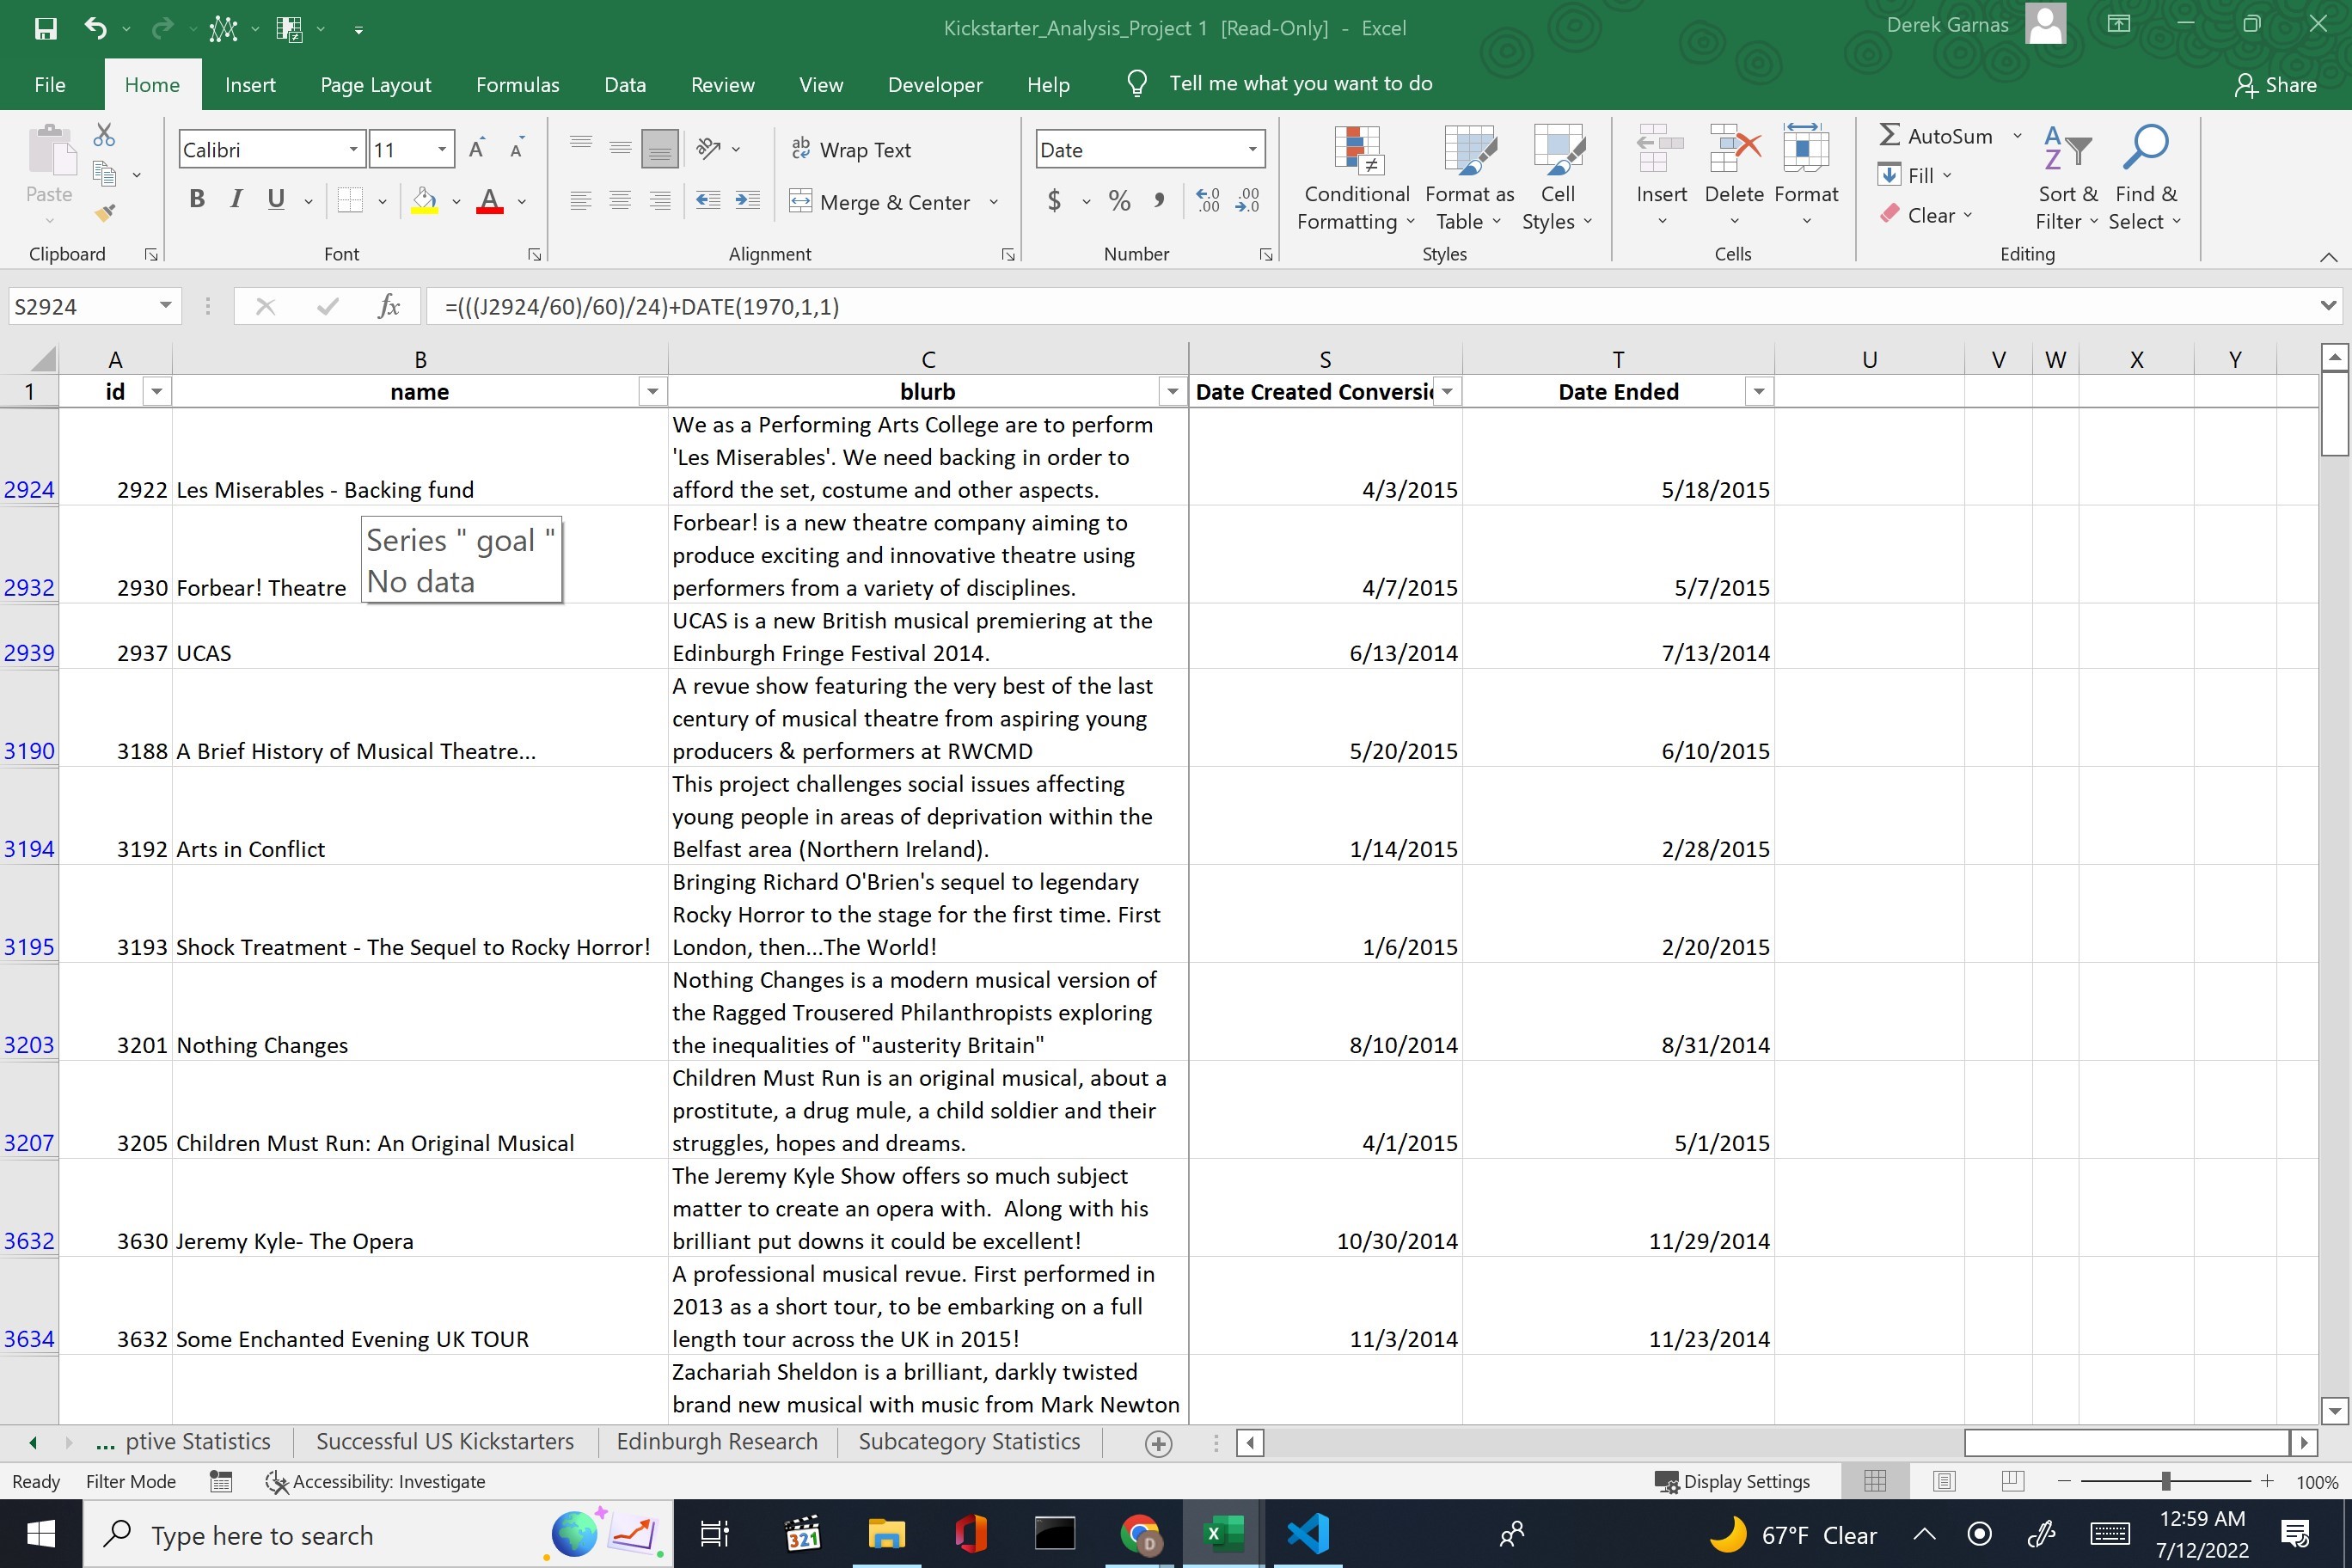 Kickstarter_Analysis_Project 1 [Read-Only] - Excel
Derek Garnas
File Home Insert Page Layout Formulas Data Review View Developer Help Tell me what you want to do Share
Paste
Clipboard
Calibri 11
B I U A
Font
Wrap Text
Merge & Center
Alignment
Date
$ % ,
Number
Conditional Formatting
Format as Table
Cell Styles
Styles
Insert Delete Format
Cells
AutoSum
Fill
Clear
Sort & Filter
Find & Select
Editing
S2924 fx =(((J2924/60)/60)/24)+DATE(1970,1,1)
A B C S T U V W X Y
1 id name blurb Date Created Conversi Date Ended
We as a Performing Arts College are to perform
'Les Miserables'. We need backing in order to
2924 2922 Les Miserables - Backing fund afford the set, costume and other aspects. 4/3/2015 5/18/2015
Series " goal "
No data
Forbear! is a new theatre company aiming to
produce exciting and innovative theatre using
2932 2930 Forbear! Theatre performers from a variety of disciplines. 4/7/2015 5/7/2015
UCAS is a new British musical premiering at the
2939 2937 UCAS Edinburgh Fringe Festival 2014. 6/13/2014 7/13/2014
A revue show featuring the very best of the last
century of musical theatre from aspiring young
3190 3188 A Brief History of Musical Theatre... producers & performers at RWCMD 5/20/2015 6/10/2015
This project challenges social issues affecting
young people in areas of deprivation within the
3194 3192 Arts in Conflict Belfast area (Northern Ireland). 1/14/2015 2/28/2015
Bringing Richard O'Brien's sequel to legendary
Rocky Horror to the stage for the first time. First
3195 3193 Shock Treatment - The Sequel to Rocky Horror! London, then...The World! 1/6/2015 2/20/2015
Nothing Changes is a modern musical version of
the Ragged Trousered Philanthropists exploring
3203 3201 Nothing Changes the inequalities of "austerity Britain" 8/10/2014 8/31/2014
Children Must Run is an original musical, about a
prostitute, a drug mule, a child soldier and their
3207 3205 Children Must Run: An Original Musical struggles, hopes and dreams. 4/1/2015 5/1/2015
The Jeremy Kyle Show offers so much subject
matter to create an opera with.  Along with his
3632 3630 Jeremy Kyle- The Opera brilliant put downs it could be excellent! 10/30/2014 11/29/2014
A professional musical revue. First performed in
2013 as a short tour, to be embarking on a full
3634 3632 Some Enchanted Evening UK TOUR length tour across the UK in 2015! 11/3/2014 11/23/2014
Zachariah Sheldon is a brilliant, darkly twisted
brand new musical with music from Mark Newton
... ptive Statistics Successful US Kickstarters Edinburgh Research Subcategory Statistics
Ready Filter Mode Accessibility: Investigate Display Settings 100%
Type here to search 321 D X 67°F Clear 12:59 AM
7/12/2022